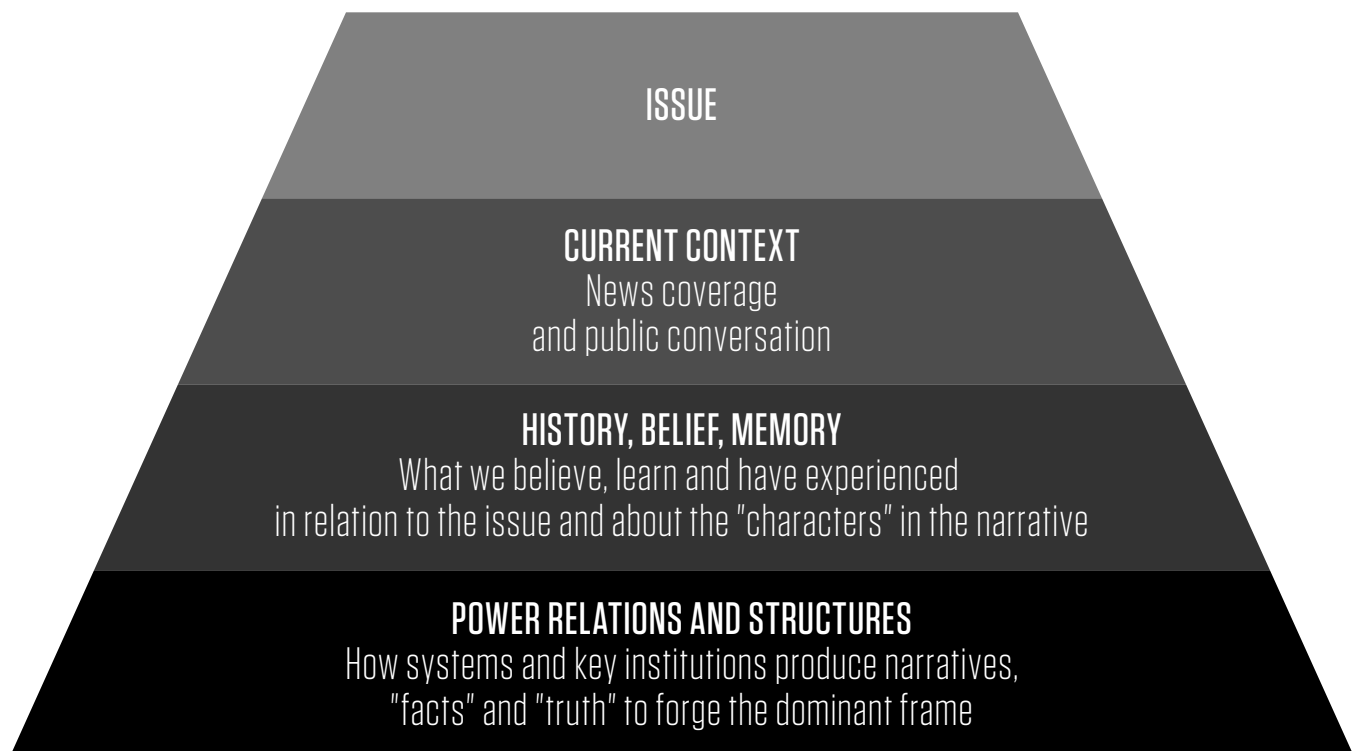 ISSUE
CURRENT CONTEXT
News coverage
and public conversation
HISTORY, BELIEF, MEMORY
What we believe, learn and have experienced
in relation to the issue and about the "characters" in the narrative
POWER RELATIONS AND STRUCTURES
How systems and key institutions produce narratives,
"facts" and "truth" to forge the dominant frame